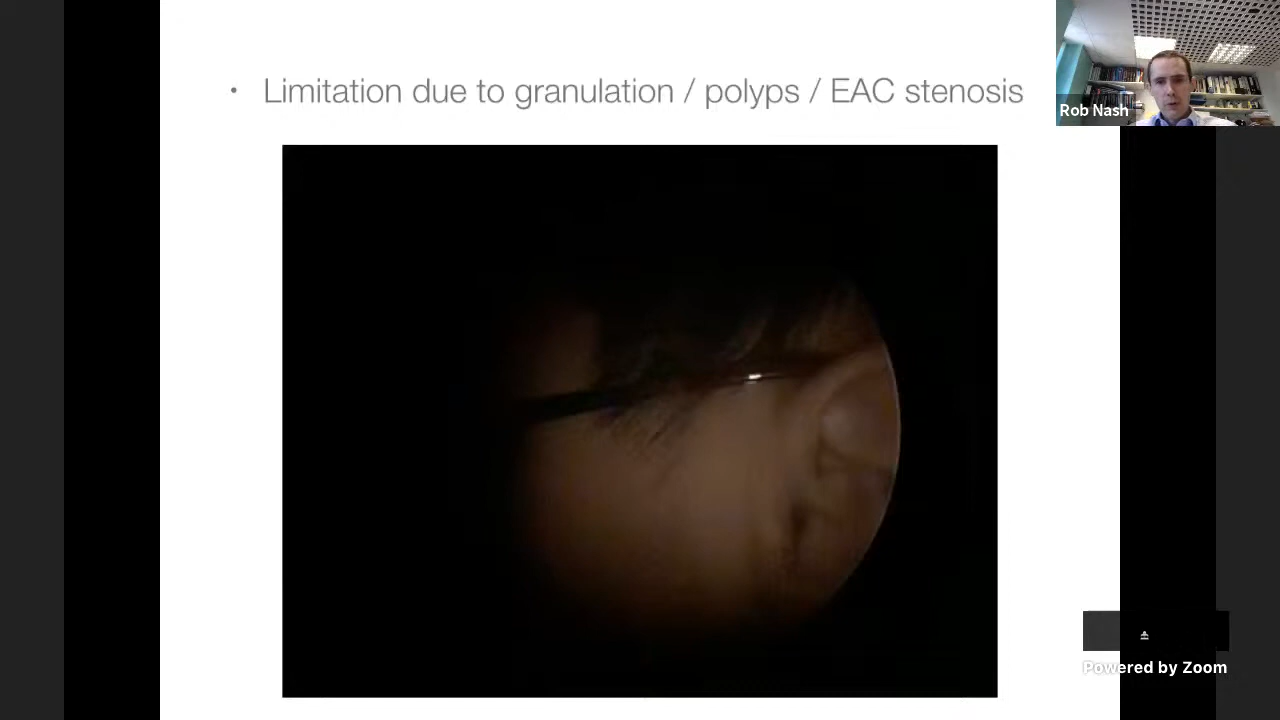 • Limitation due to granulation / polyps / EAC stenosis
Rob Nash
Powered by Zoom